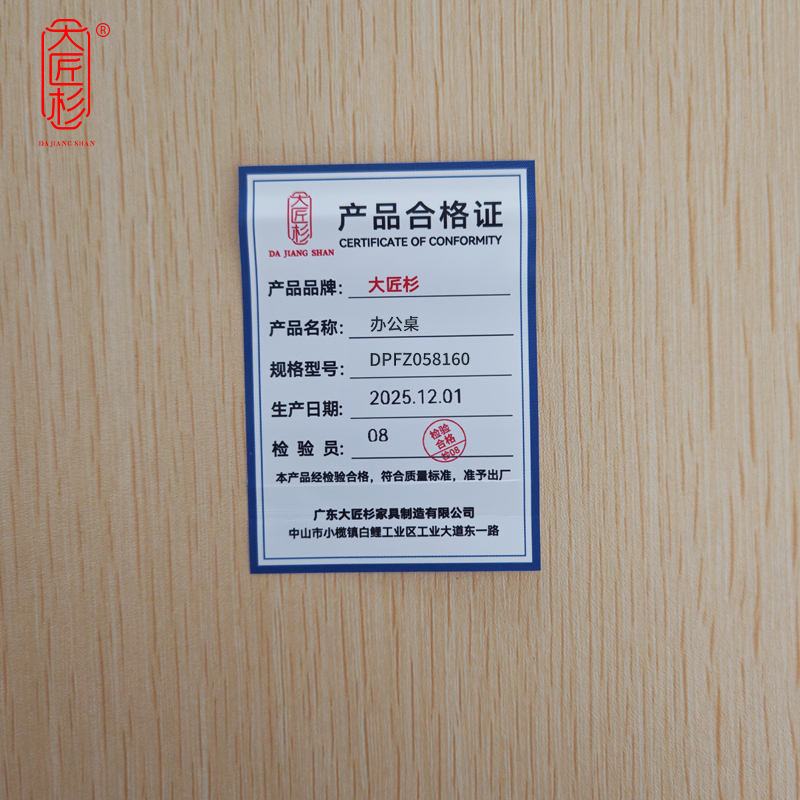 大匠杉®
DA JIANG SHAN
大匠杉
DA JIANG SHAN
产品合格证
CERTIFICATE OF CONFORMITY
产品品牌: 大匠杉
产品名称: 办公桌
规格型号: DPFZ058160
生产日期: 2025.12.01
检 验 员: 08
检验
合格
检08
本产品经检验合格，符合质量标准，准予出厂
广东大匠杉家具制造有限公司
中山市小榄镇白鲤工业区工业大道东一路